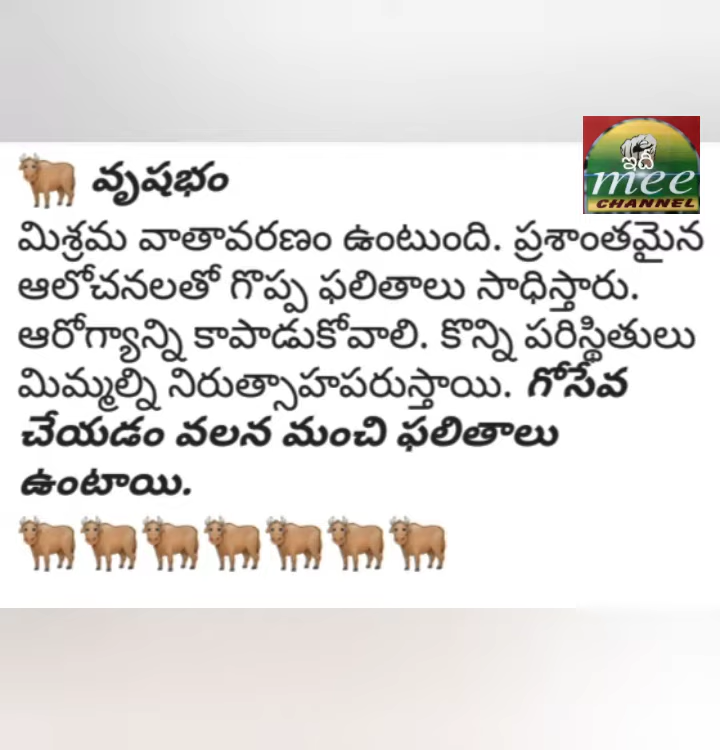 ఇదీ
mee
CHANNEL
🐂 వృషభం
మిశ్రమ వాతావరణం ఉంటుంది. ప్రశాంతమైన
ఆలోచనలతో గొప్ప ఫలితాలు సాధిస్తారు.
ఆరోగ్యాన్ని కాపాడుకోవాలి. కొన్ని పరిస్థితులు
మిమ్మల్ని నిరుత్సాహపరుస్తాయి. గోసేవ
చేయడం వలన మంచి ఫలితాలు
ఉంటాయి.
🐂🐂🐂🐂🐂🐂🐂